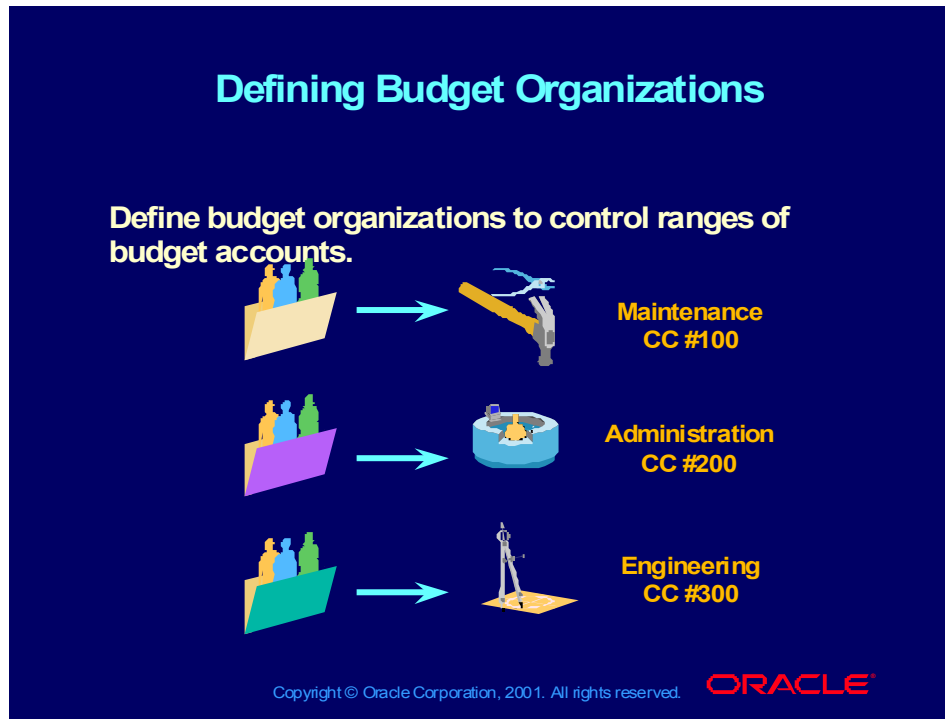 Defining Budget Organizations
Define budget organizations to control ranges of
budget accounts.
Maintenance
CC #100
Administration
CC #200
Engineering
CC #300
Copyright © Oracle Corporation, 2001. All rights reserved.
ORACLE®